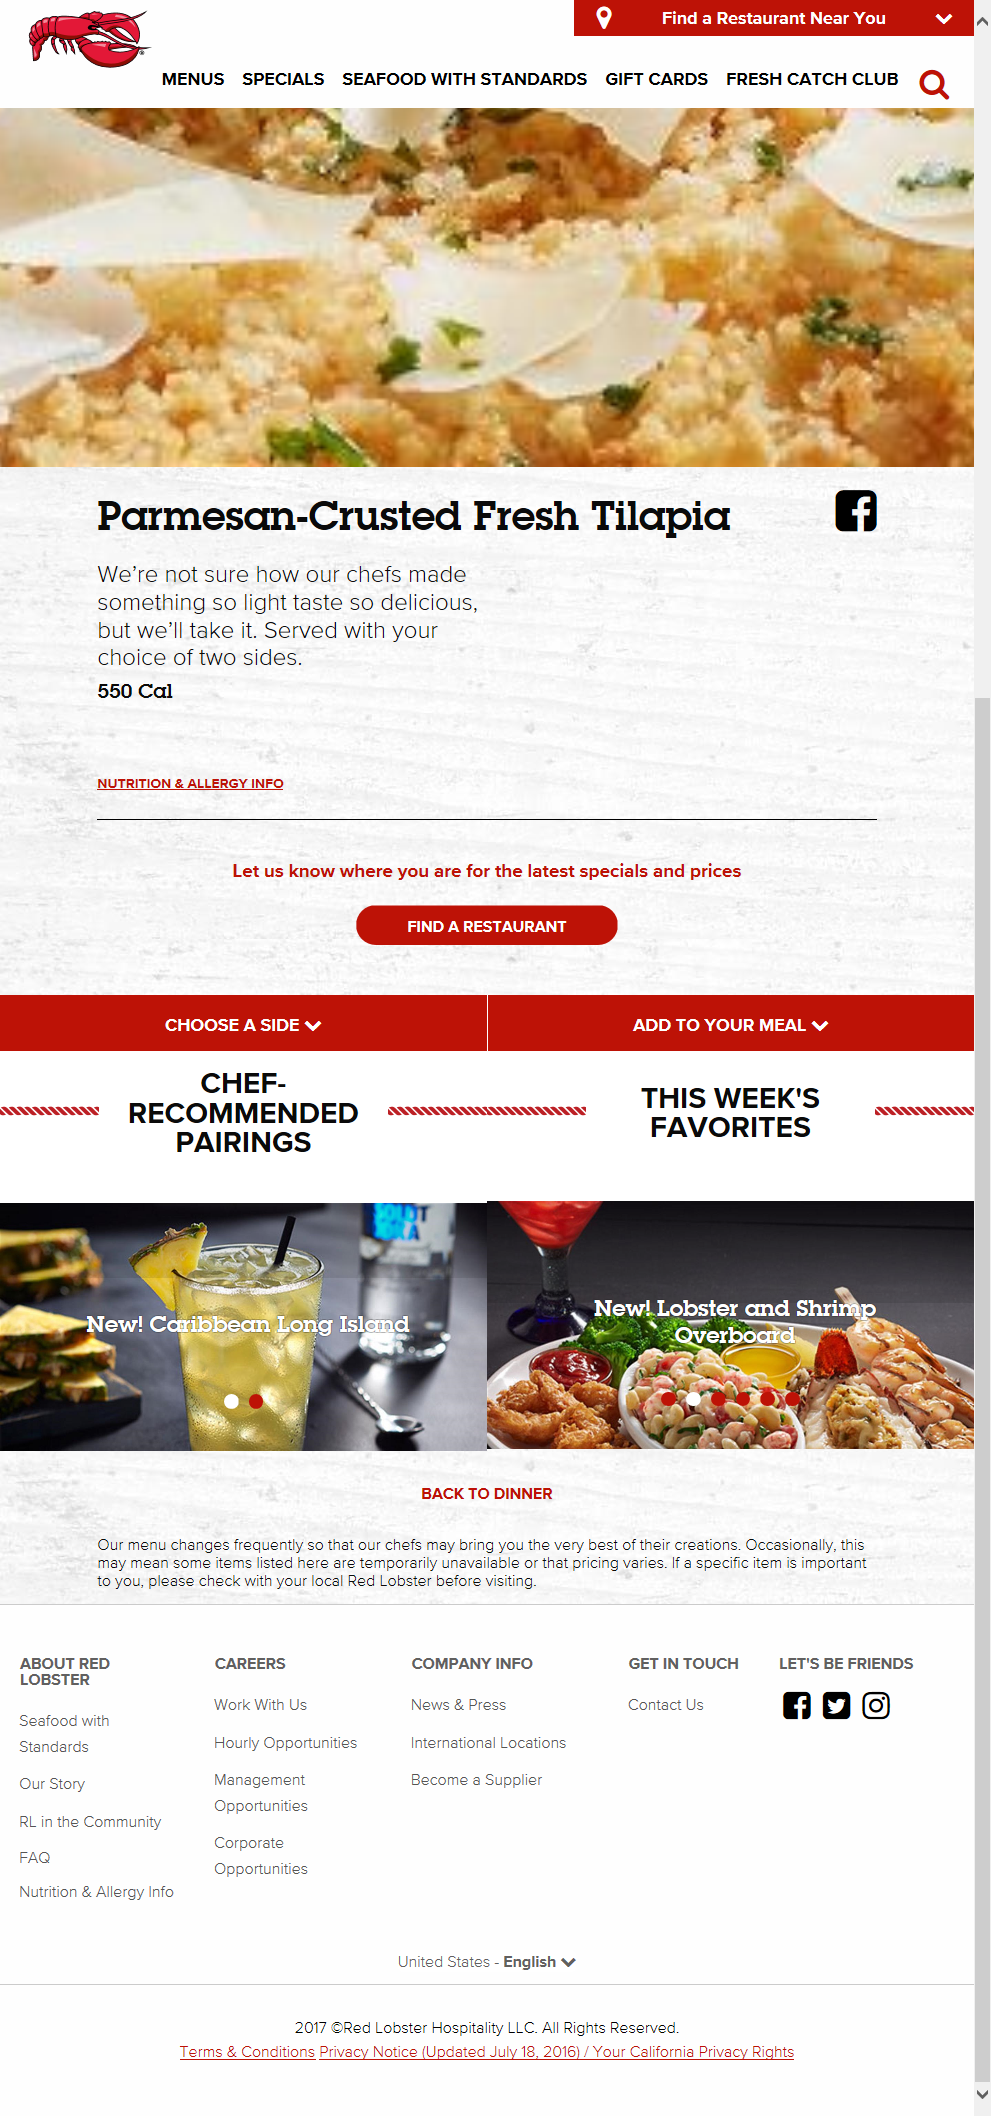 Find a Restaurant Near You
MENUS SPECIALS SEAFOOD WITH STANDARDS GIFT CARDS FRESH CATCH CLUB
Parmesan-Crusted Fresh Tilapia
We're not sure how our chefs made
something so light taste so delicious,
but we'll take it. Served with your
choice of two sides.
550 Cal
NUTRITION & ALLERGY INFO
Let us know where you are for the latest specials and prices
FIND A RESTAURANT
CHOOSE A SIDE
ADD TO YOUR MEAL
CHEF-
RECOMMENDED
PAIRINGS
THIS WEEK'S
FAVORITES
New! Caribbean Long Island
New! Lobster and Shrimp
Overboard
BACK TO DINNER
Our menu changes frequently so that our chefs may bring you the very best of their creations. Occasionally, this
may mean some items listed here are temporarily unavailable or that pricing varies. If a specific item is important
to you, please check with your local Red Lobster before visiting.
ABOUT RED
LOBSTER
Seafood with
Standards
Our Story
RL in the Community
FAQ
Nutrition & Allergy Info
CAREERS
Work With Us
Hourly Opportunities
Management
Opportunities
Corporate
Opportunities
COMPANY INFO
News & Press
International Locations
Become a Supplier
GET IN TOUCH
Contact Us
LET'S BE FRIENDS
United States - English
2017 ©Red Lobster Hospitality LLC. All Rights Reserved.
Terms & Conditions Privacy Notice (Updated July 18, 2016) / Your California Privacy Rights